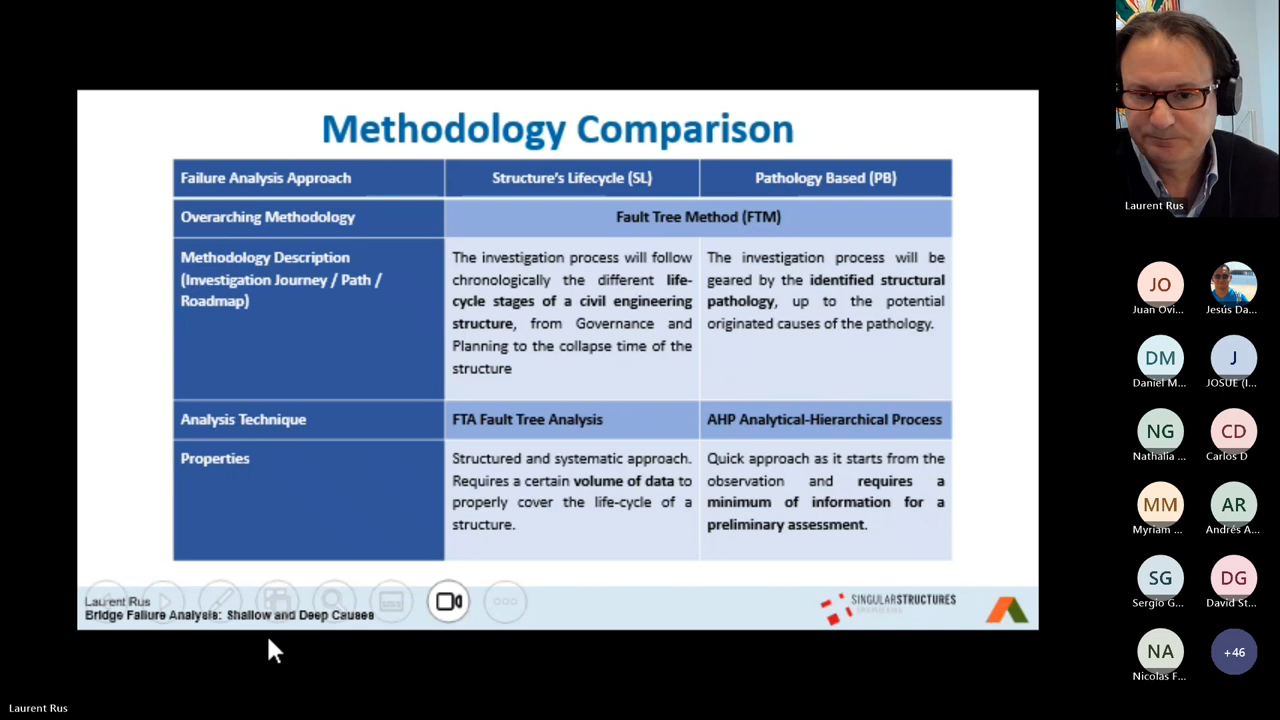 Methodology Comparison
Failure Analysis Approach
Structure's Lifecycle (SL)
Pathology Based (PB)
Overarching Methodology
Fault Tree Method (FTM)
Methodology Description
(Investigation Journey / Path /
Roadmap)
The investigation process will follow
chronologically the different life-
cycle stages of a civil engineering
structure, from Governance and
Planning to the collapse time of the
structure
The investigation process will be
geared by the identified structural
pathology, up to the potential
originated causes of the pathology.
Analysis Technique
FTA Fault Tree Analysis
AHP Analytical-Hierarchical Process
Properties
Structured and systematic approach.
Requires a certain volume of data to
properly cover the life-cycle of a
structure.
Quick approach as it starts from the
observation and requires a
minimum of information for a
preliminary assessment.
Laurent Rus
Bridge Failure Analysis: Shallow and Deep Causes
SINGULARSTRUCTURES
Laurent Rus
JO
Juan Ovi...
Jesús Da...
DM
Daniel M...
J
JOSUE (I...
NG
Nathalia ...
CD
Carlos D
MM
Myriam ...
AR
Andrés A...
SG
Sergio G...
DG
David St...
NA
Nicolas F...
+46
Laurent Rus